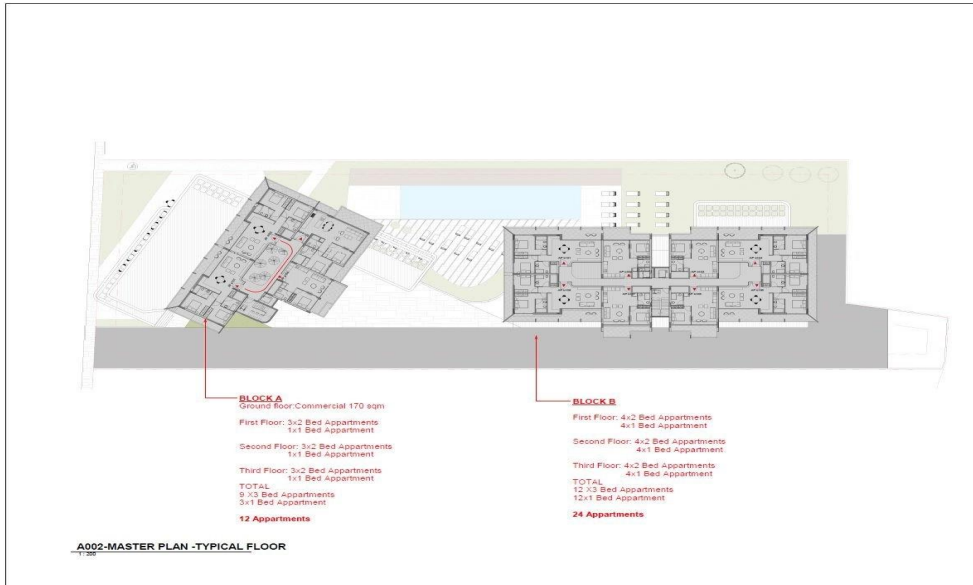 BLOCK A
Ground floor:Commercial 170 sqm
First Floor: 3x2 Bed Appartments
1x1 Bed Appartment
Second Floor: 3x2 Bed Appartments
1x1 Bed Appartment
Third Floor: 3x2 Bed Appartments
1x1 Bed Appartment
TOTAL
9 X3 Bed Appartments
3x1 Bed Appartment
12 Appartments
BLOCK B
First Floor: 4x2 Bed Appartments
4x1 Bed Appartment
Second Floor: 4x2 Bed Appartments
4x1 Bed Appartment
Third Floor: 4x2 Bed Appartments
4x1 Bed Appartment
TOTAL
12 X3 Bed Appartments
12x1 Bed Appartment
24 Appartments
A002-MASTER PLAN -TYPICAL FLOOR
1 : 200